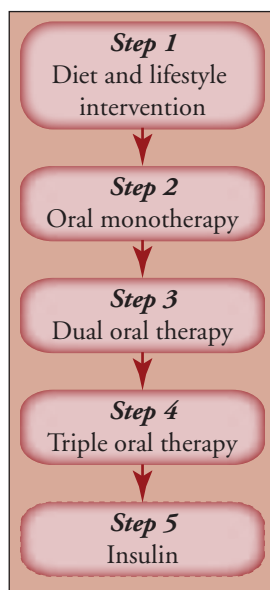 Step 1
Diet and lifestyle
intervention
Step 2
Oral monotherapy
Step 3
Dual oral therapy
Step 4
Triple oral therapy
Step 5
Insulin